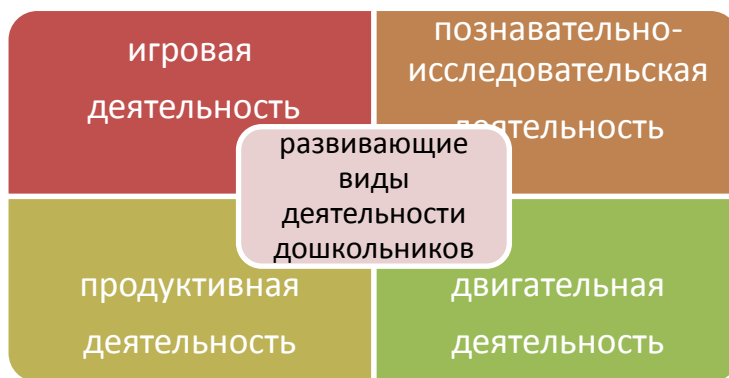 игровая
деятельность
познавательно-
исследовательская
деятельность
развивающие
виды
деятельности
дошкольников
продуктивная
деятельность
двигательная
деятельность